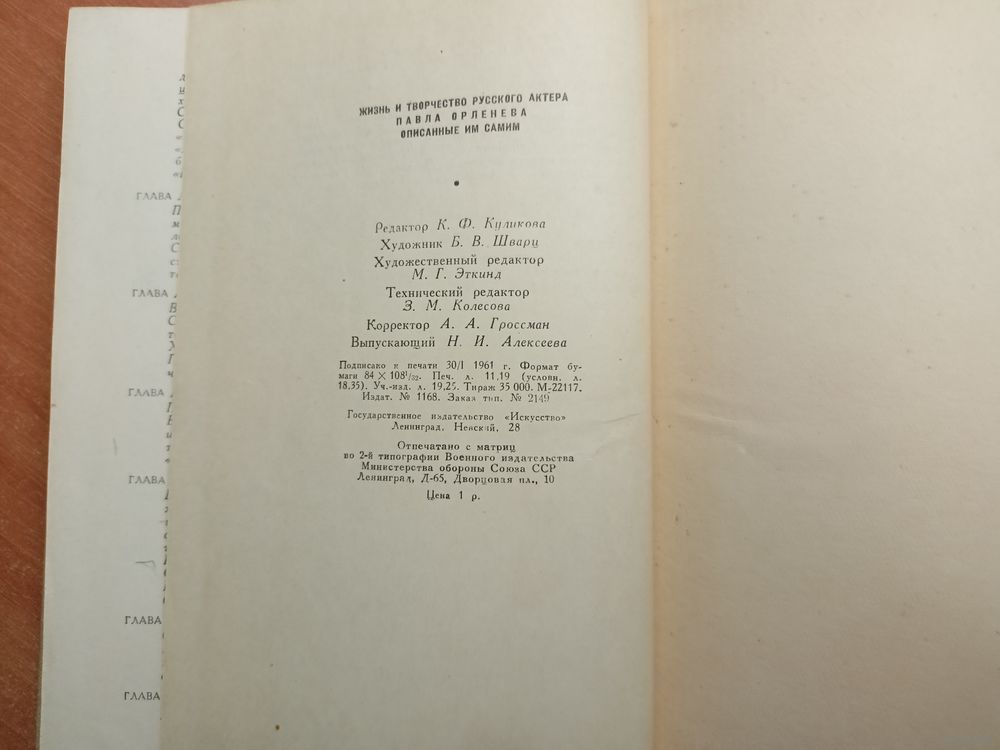 ЖИЗНЬ И ТВОРЧЕСТВО РУССКОГО АКТЕРА
ПАВЛА ОРЛЕНЕВА
ОПИСАННЫЕ ИМ САМИМ
Редактор К. Ф. Куликова
Художник Б. В. Шварц
Художественный редактор
М. Г. Эткинд
Технический редактор
З. М. Колесова
Корректор А. А. Гроссман
Выпускающий Н. И. Алексеева
Подписано к печати 30/I 1961 г. Формат бу-
маги 84 × 108¹/₃₂. Печ. л. 11,19 (условн. л.
18,35). Уч.-изд. л. 19,25. Тираж 35 000. М-22117.
Издат. № 1168. Заказ тип. № 2149
Государственное издательство «Искусство»
Ленинград, Невский, 28
Отпечатано с матриц
во 2-й типографии Военного издательства
Министерства обороны Союза ССР
Ленинград, Д-65, Дворцовая пл., 10
Цена 1 р.
ГЛАВА
ГЛАВА
ГЛАВА
ГЛАВА
ГЛАВА
ГЛАВА